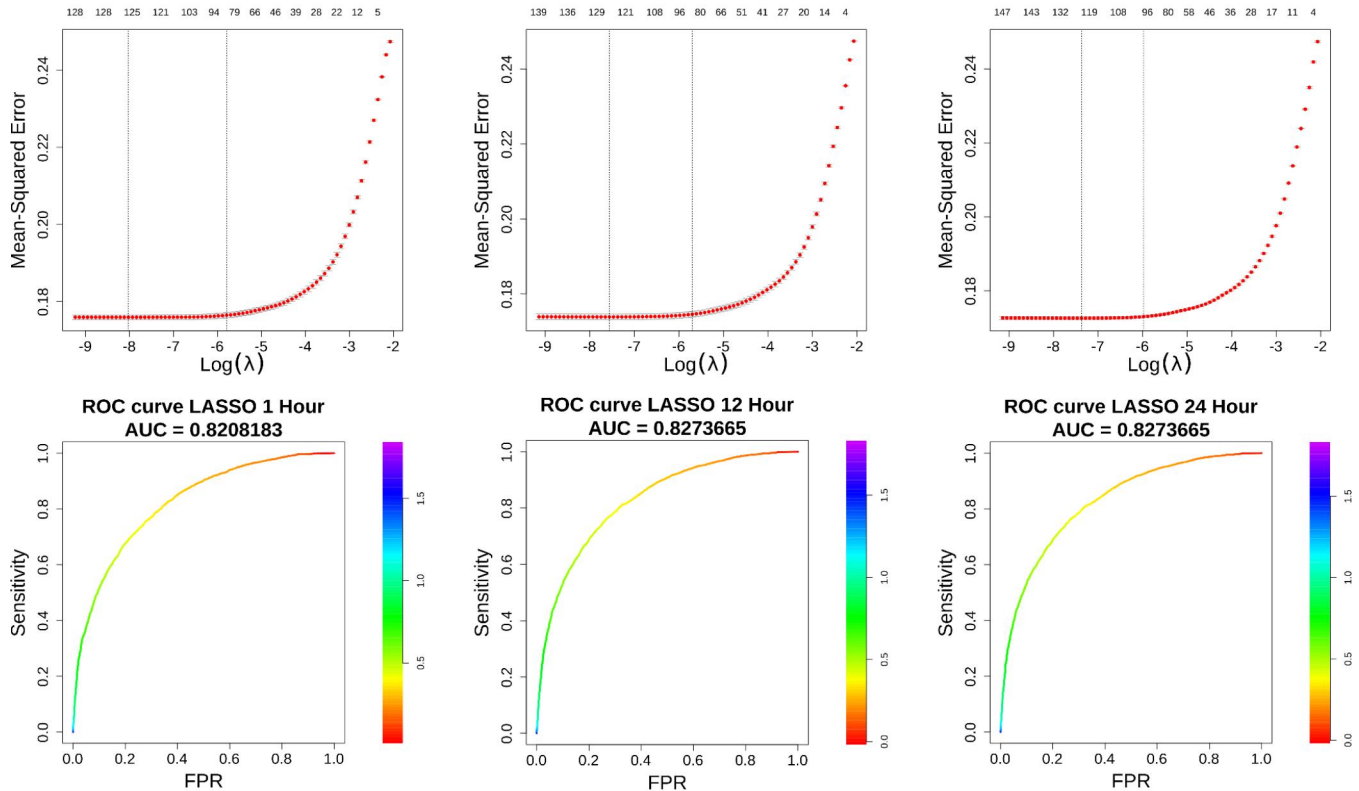 128 128 125 121 103 94 79 66 46 39 28 22 12 5
Mean-Squared Error
0.24
0.22
0.20
0.18
-9 -8 -7 -6 -5 -4 -3 -2
Log(λ)
139 136 129 121 108 96 80 66 51 41 27 20 14 4
Mean-Squared Error
0.24
0.22
0.20
0.18
-9 -8 -7 -6 -5 -4 -3 -2
Log(λ)
147 143 132 119 108 96 80 58 46 36 28 17 11 4
Mean-Squared Error
0.24
0.22
0.20
0.18
-9 -8 -7 -6 -5 -4 -3 -2
Log(λ)
ROC curve LASSO 1 Hour
AUC = 0.8208183
Sensitivity
1.0
0.8
0.6
0.4
0.2
0.0
0.0 0.2 0.4 0.6 0.8 1.0
FPR
1.5
1.0
0.5
ROC curve LASSO 12 Hour
AUC = 0.8273665
Sensitivity
1.0
0.8
0.6
0.4
0.2
0.0
0.0 0.2 0.4 0.6 0.8 1.0
FPR
1.5
1.0
0.5
0.0
ROC curve LASSO 24 Hour
AUC = 0.8273665
Sensitivity
1.0
0.8
0.6
0.4
0.2
0.0
0.0 0.2 0.4 0.6 0.8 1.0
FPR
1.5
1.0
0.5
0.0